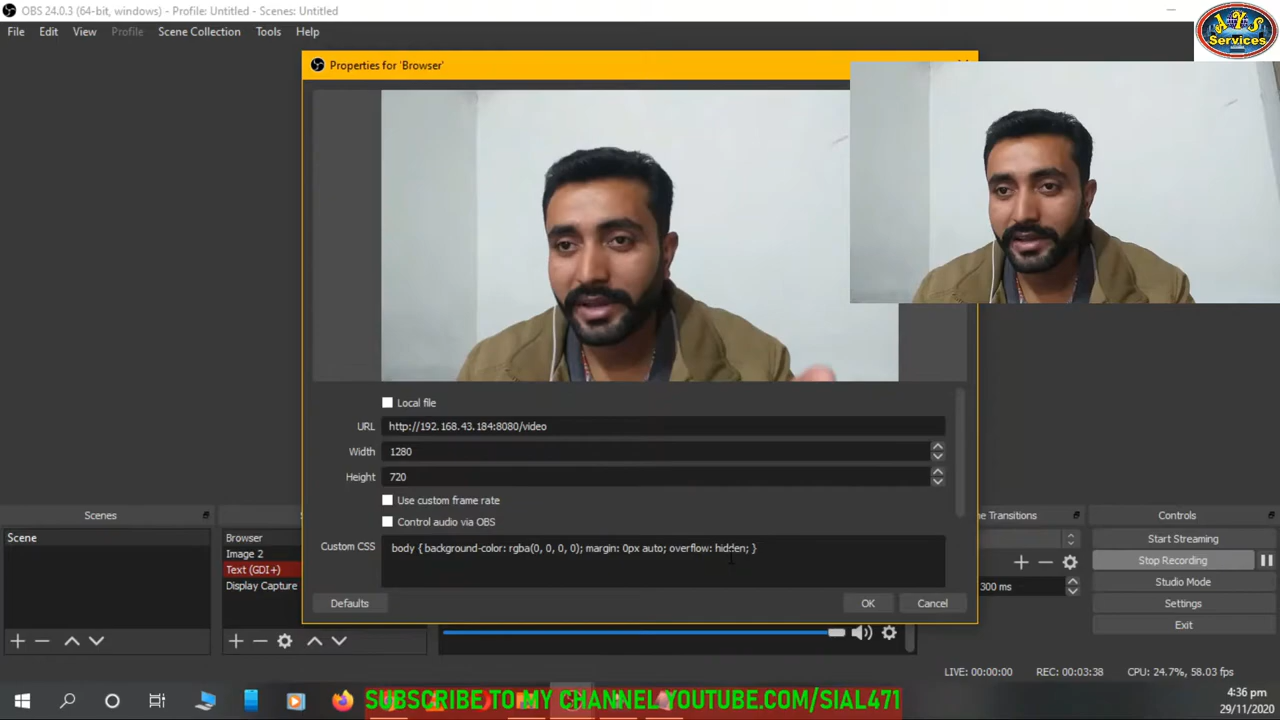 OBS 24.0.3 (64-bit, windows) - Profile: Untitled - Scenes: Untitled
AYS
Services
File Edit View Profile Scene Collection Tools Help
Properties for 'Browser'
Local file
URL http://192.168.43.184:8080/video
Width 1280
Height 720
Use custom frame rate
Control audio via OBS
Custom CSS body { background-color: rgba(0, 0, 0, 0); margin: 0px auto; overflow: hidden; }
Defaults OK Cancel
Scenes
Scene
Browser
Image 2
Text (GDI+)
Display Capture
ne Transitions
300 ms
Controls
Start Streaming
Stop Recording
Studio Mode
Settings
Exit
LIVE: 00:00:00 REC: 00:03:38 CPU: 24.7%, 58.03 fps
SUBSCRIBE TO MY CHANNEL YOUTUBE.COM/SIAL471
4:36 pm
29/11/2020